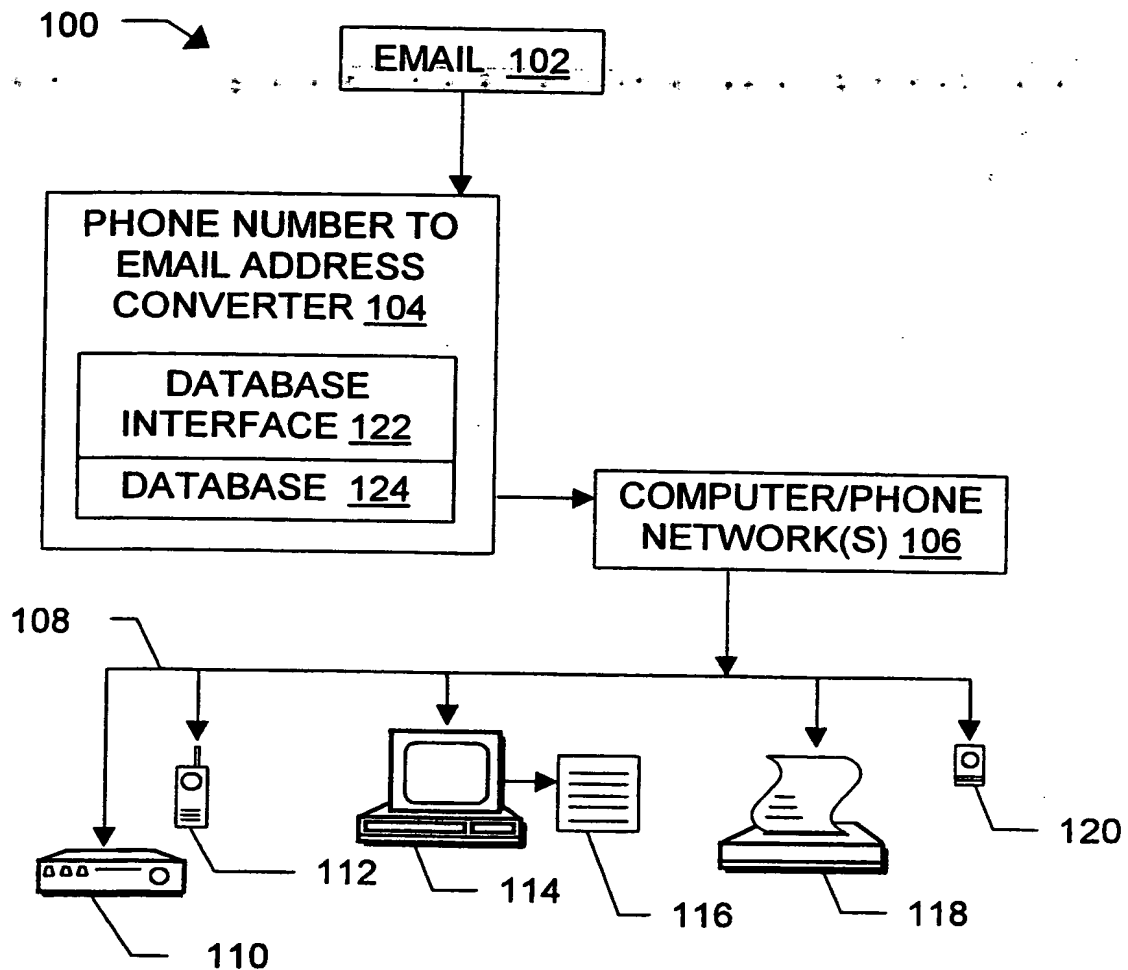 100
EMAIL 102
PHONE NUMBER TO
EMAIL ADDRESS
CONVERTER 104
DATABASE
INTERFACE 122
DATABASE 124
COMPUTER/PHONE
NETWORK(S) 106
108
112
114
116
118
120
110